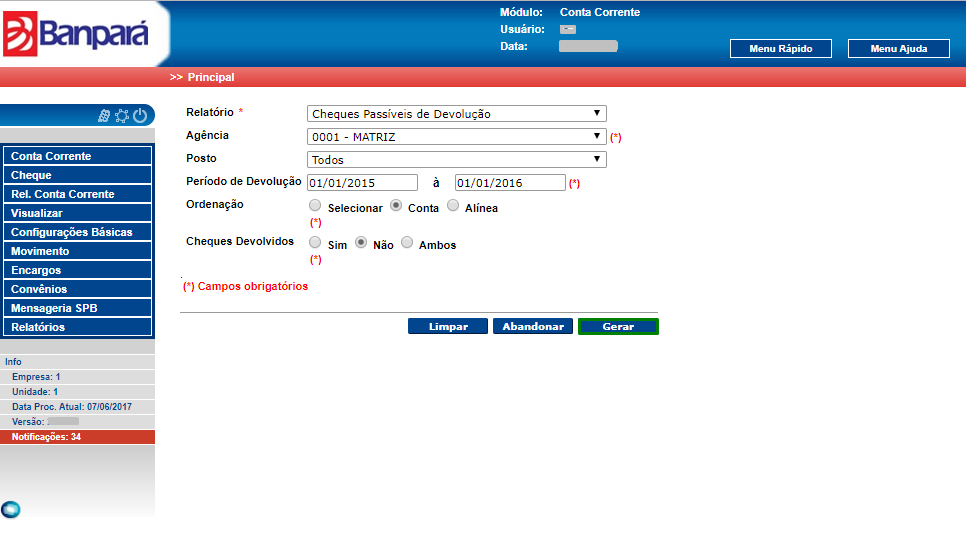 Banpará
Módulo: Conta Corrente
Usuário:
Data:
Menu Rápido
Menu Ajuda
>> Principal
Conta Corrente
Cheque
Rel. Conta Corrente
Visualizar
Configurações Básicas
Movimento
Encargos
Convênios
Mensageria SPB
Relatórios
Info
Empresa: 1
Unidade: 1
Data Proc. Atual: 07/06/2017
Versão:
Notificações: 34
Relatório * Cheques Passíveis de Devolução
Agência 0001 - MATRIZ (*)
Posto Todos
Período de Devolução 01/01/2015 à 01/01/2016 (*)
Ordenação Selecionar Conta Alínea
(*)
Cheques Devolvidos Sim Não Ambos
(*)
(*) Campos obrigatórios
Limpar Abandonar Gerar